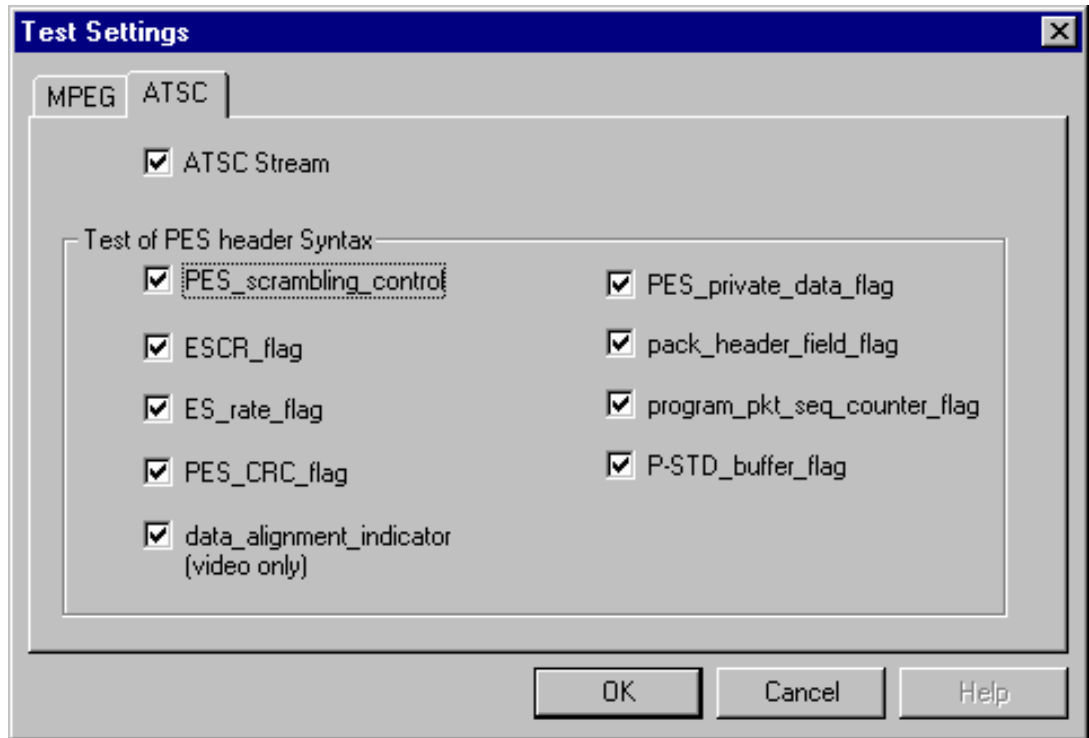 Test Settings
MPEG
ATSC
ATSC Stream
Test of PES header Syntax
PES_scrambling_control
ESCR_flag
ES_rate_flag
PES_CRC_flag
data_alignment_indicator
(video only)
PES_private_data_flag
pack_header_field_flag
program_pkt_seq_counter_flag
P-STD_buffer_flag
OK
Cancel
Help